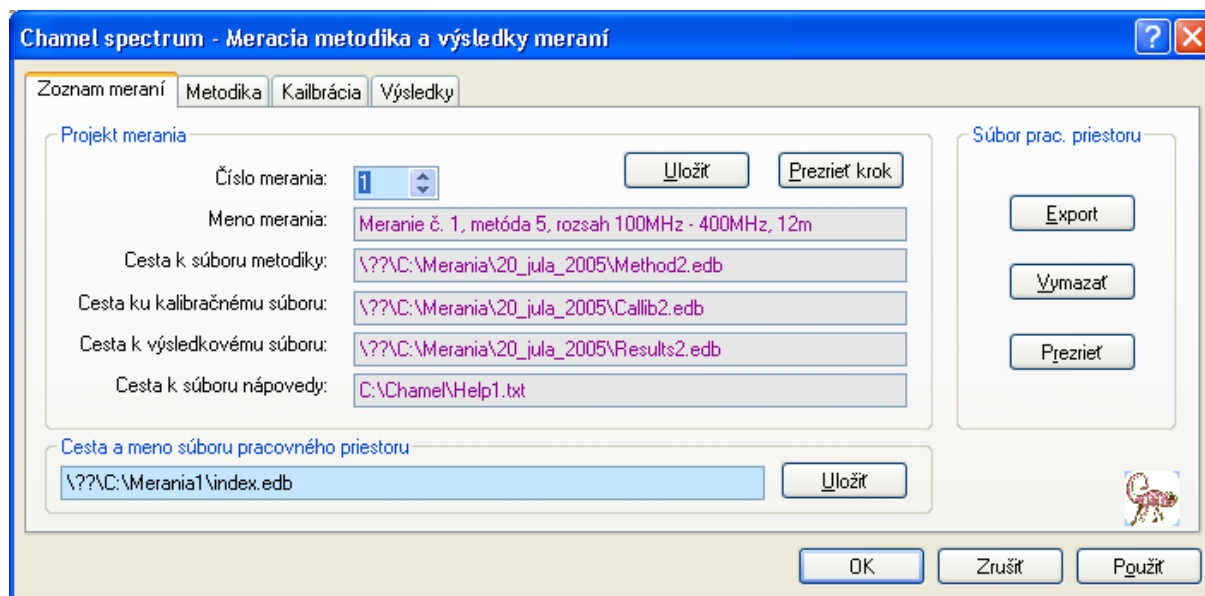 Chamel spectrum - Meracia metodika a výsledky meraní
Zoznam meraní Metodika Kailbrácia Výsledky
Projekt merania
Číslo merania: 1 Uložiť Prezrieť krok
Meno merania: Meranie č. 1, metóda 5, rozsah 100MHz - 400MHz, 12m
Cesta k súboru metodiky: \??\C:\Merania\20_jula_2005\Method2.edb
Cesta ku kalibračnému súboru: \??\C:\Merania\20_jula_2005\Callib2.edb
Cesta k výsledkovému súboru: \??\C:\Merania\20_jula_2005\Results2.edb
Cesta k súboru nápovedy: C:\Chamel\Help1.txt
Súbor prac. priestoru
Export
Vymazať
Prezrieť
Cesta a meno súboru pracovného priestoru
\??\C:\Merania1\index.edb Uložiť
OK Zrušiť Použiť